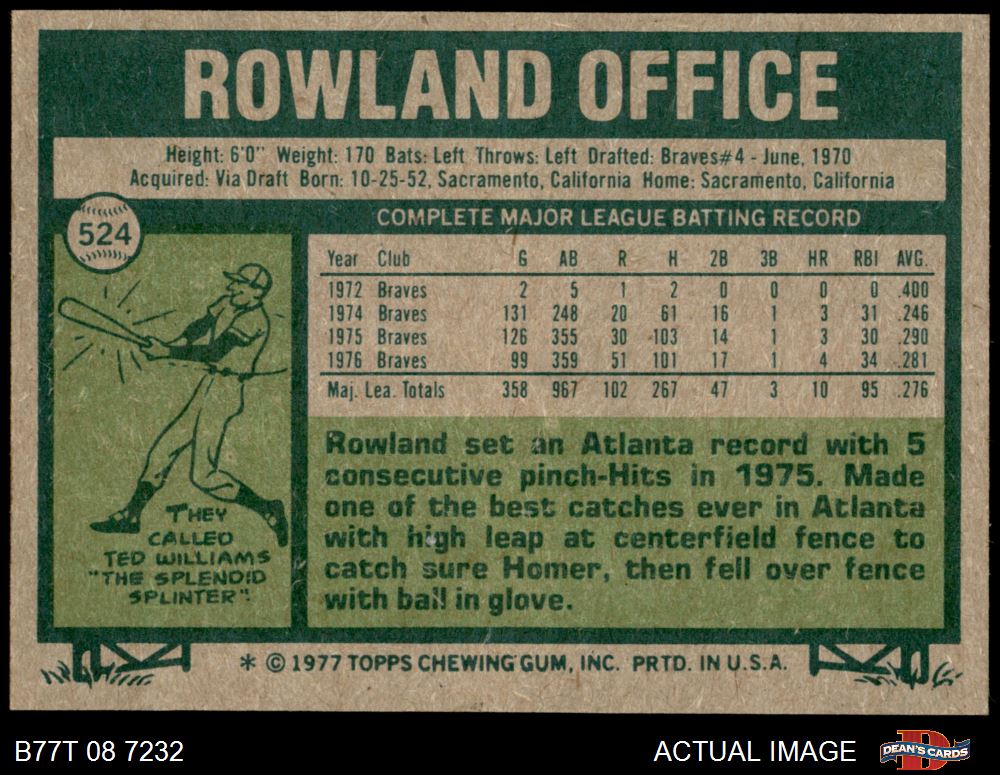 ROWLAND OFFICE
Height: 6'0" Weight: 170 Bats: Left Throws: Left Drafted: Braves#4 - June, 1970
Acquired: Via Draft Born: 10-25-52, Sacramento, California Home: Sacramento, California
524
COMPLETE MAJOR LEAGUE BATTING RECORD
Year Club G AB R H 2B 3B HR RBI AVG.
1972 Braves 2 5 1 2 0 0 0 0 .400
1974 Braves 131 248 20 61 16 1 3 31 .246
1975 Braves 126 355 30 103 14 1 3 30 .290
1976 Braves 99 359 51 101 17 1 4 34 .281
Maj. Lea. Totals 358 967 102 267 47 3 10 95 .276
THEY
CALLED
TED WILLIAMS
"THE SPLENDID
SPLINTER".
Rowland set an Atlanta record with 5
consecutive pinch-Hits in 1975. Made
one of the best catches ever in Atlanta
with high leap at centerfield fence to
catch sure Homer, then fell over fence
with ball in glove.
* © 1977 TOPPS CHEWING GUM, INC. PRTD. IN U.S.A.
B77T 08 7232
ACTUAL IMAGE
DEAN'S CARDS